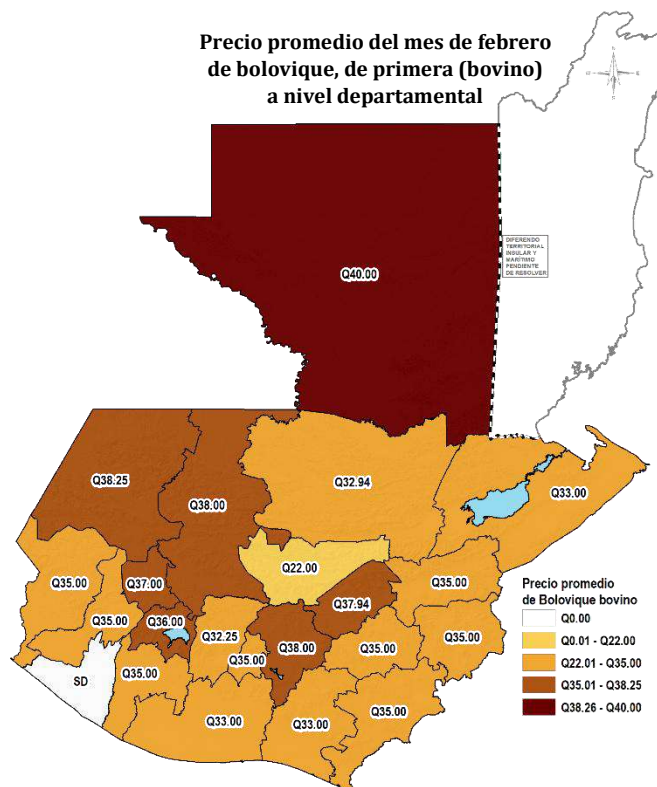 Precio promedio del mes de febrero
de bolovique, de primera (bovino)
a nivel departamental
DIFERENDO
TERRITORIAL
INSULAR Y
MARÍTIMO
PENDIENTE
DE RESOLVER
Q40.00
Q38.25
Q38.00
Q32.94
Q33.00
Q35.00
Q37.00
Q22.00
Q35.00
Q37.94
Q35.00
Q36.00
Q32.25
Q35.00
Q38.00
Q35.00
Q35.00
SD
Q35.00
Q33.00
Q33.00
Q35.00
Precio promedio
de Bolovique bovino
Q0.00
Q0.01 - Q22.00
Q22.01 - Q35.00
Q35.01 - Q38.25
Q38.26 - Q40.00